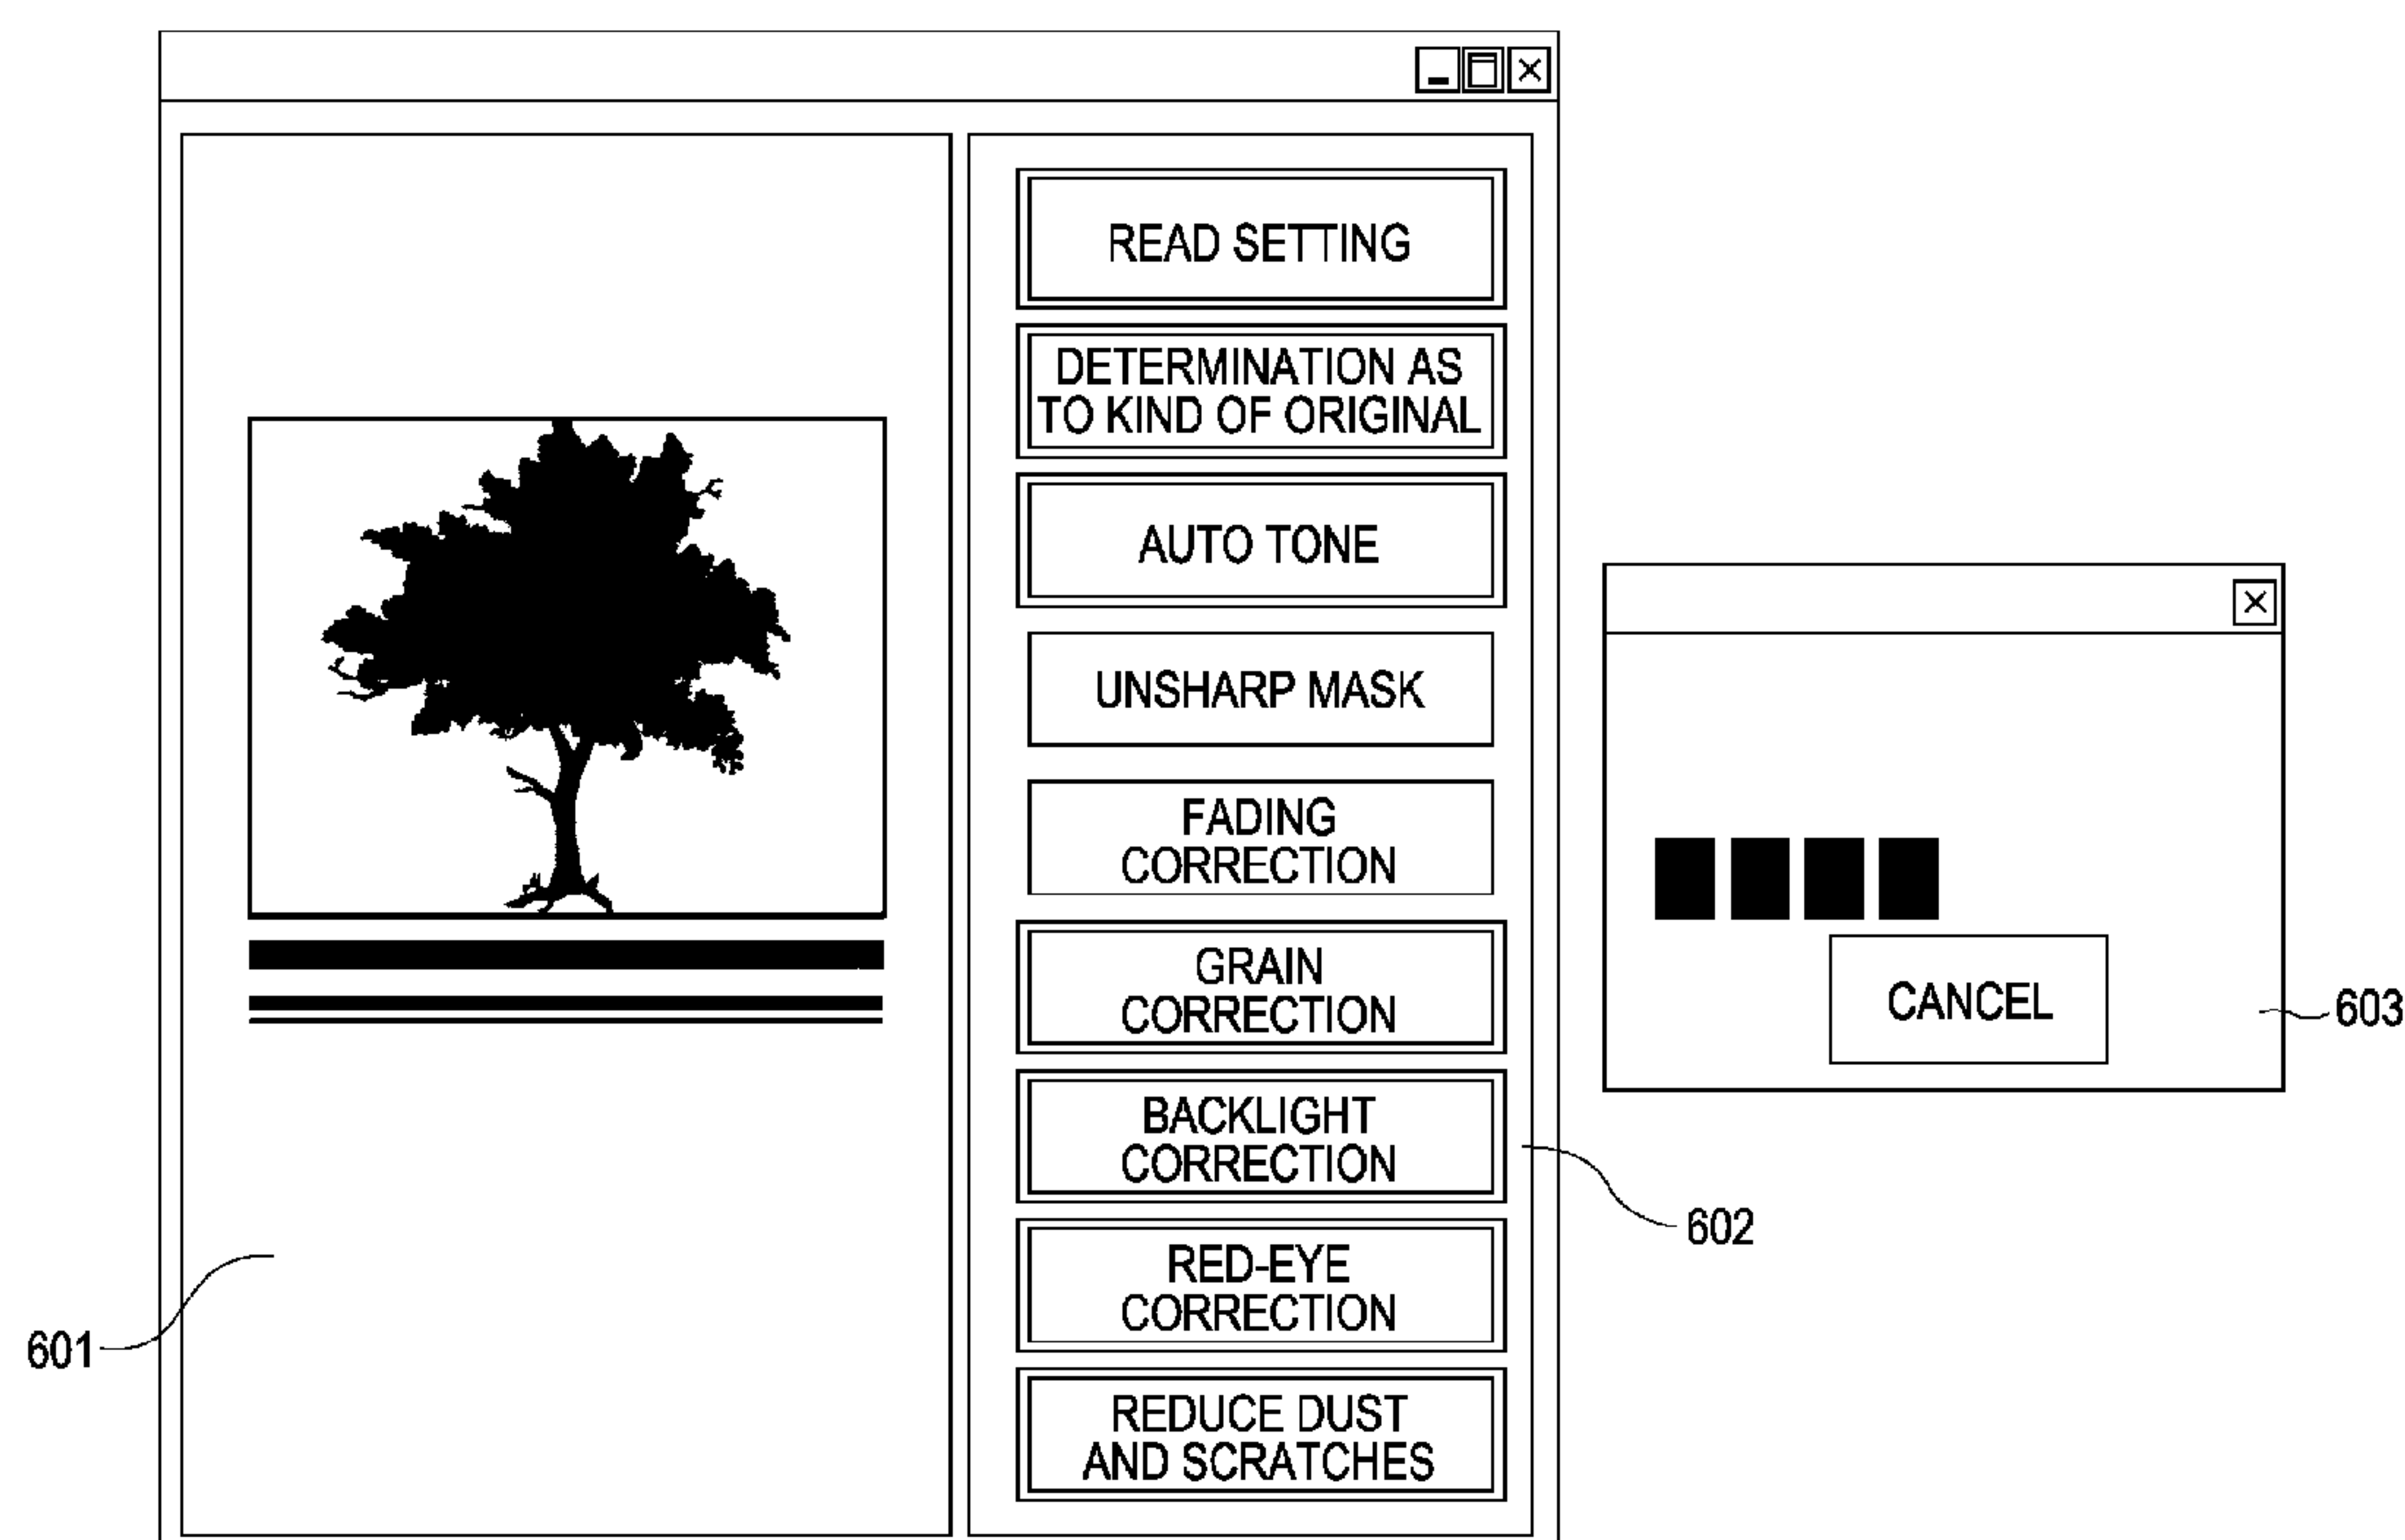 READ SETTING
DETERMINATION AS
TO KIND OF ORIGINAL
AUTO TONE
UNSHARP MASK
FADING
CORRECTION
GRAIN
CORRECTION
BACKLIGHT
CORRECTION
RED-EYE
CORRECTION
REDUCE DUST
AND SCRATCHES
CANCEL
603
602
601